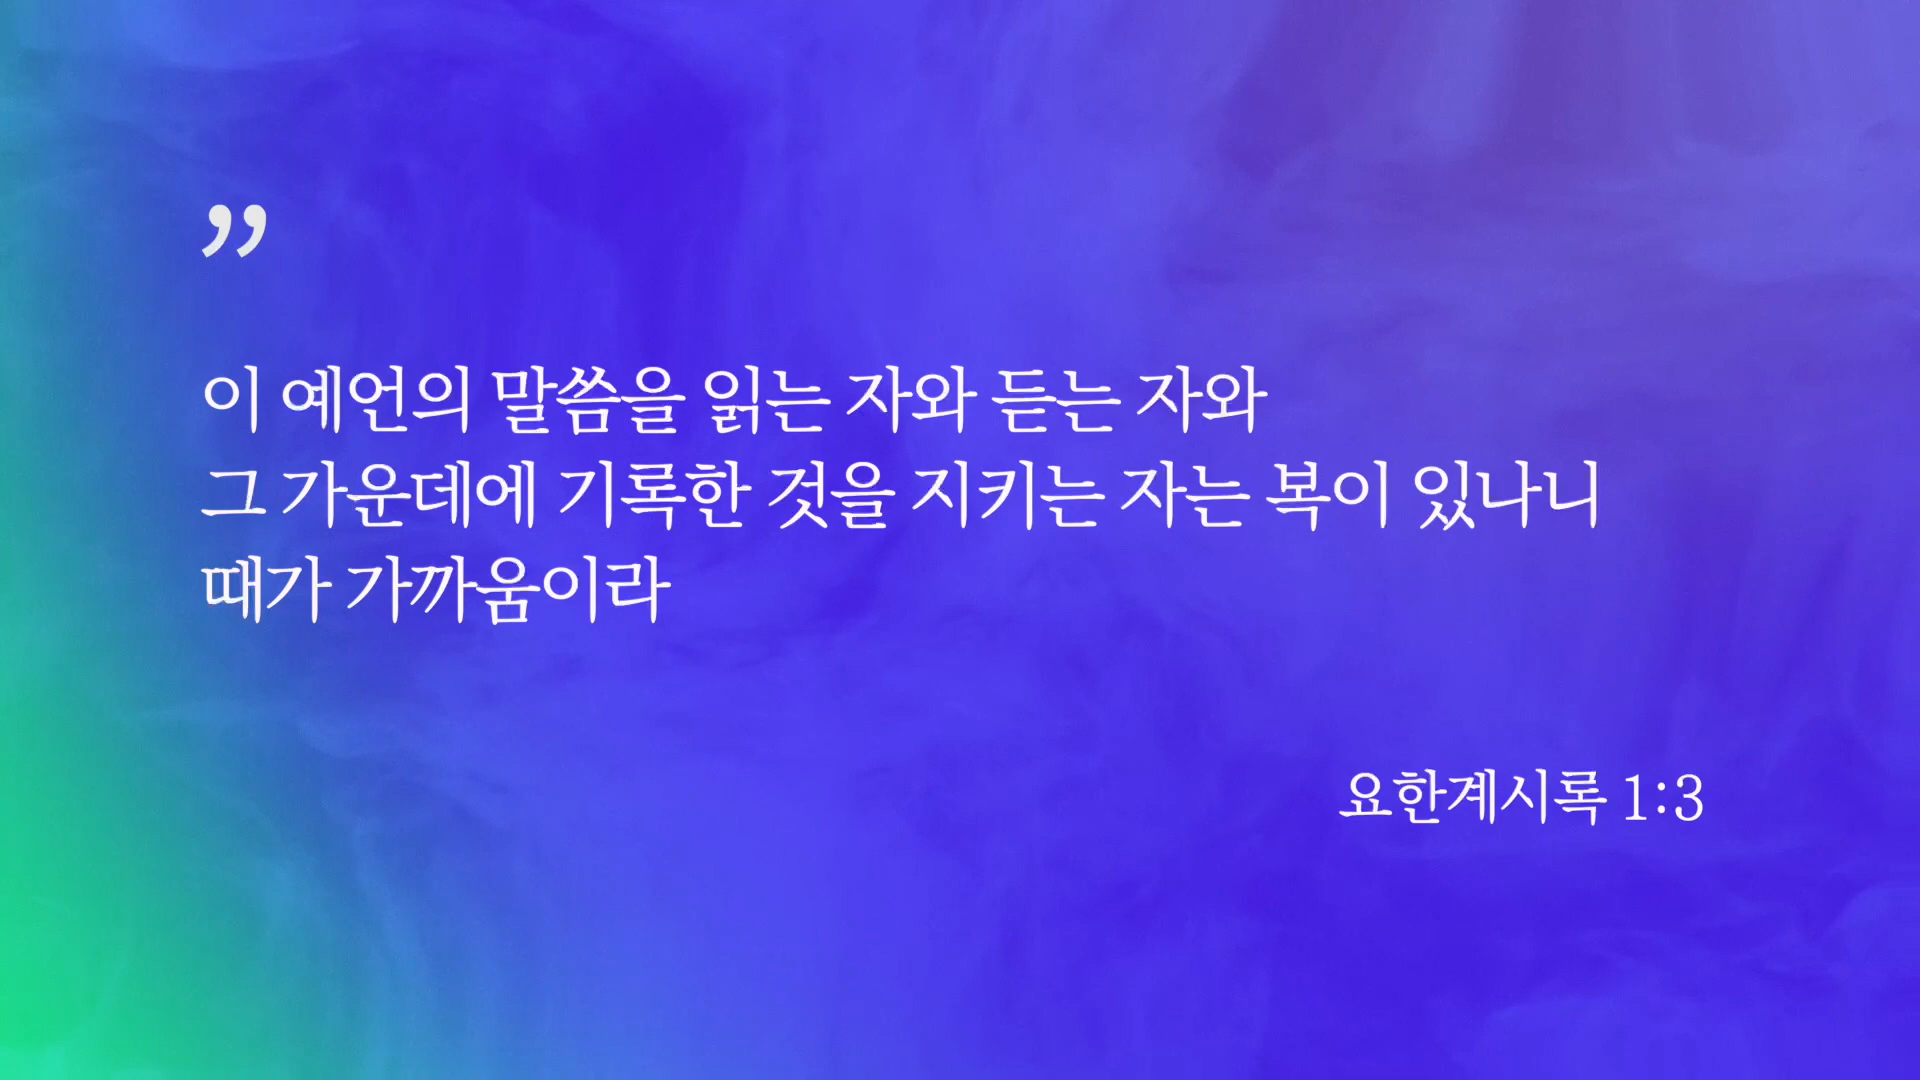 ”
이 예언의 말씀을 읽는 자와 듣는 자와
그 가운데에 기록한 것을 지키는 자는 복이 있나니
때가 가까움이라
요한계시록 1:3